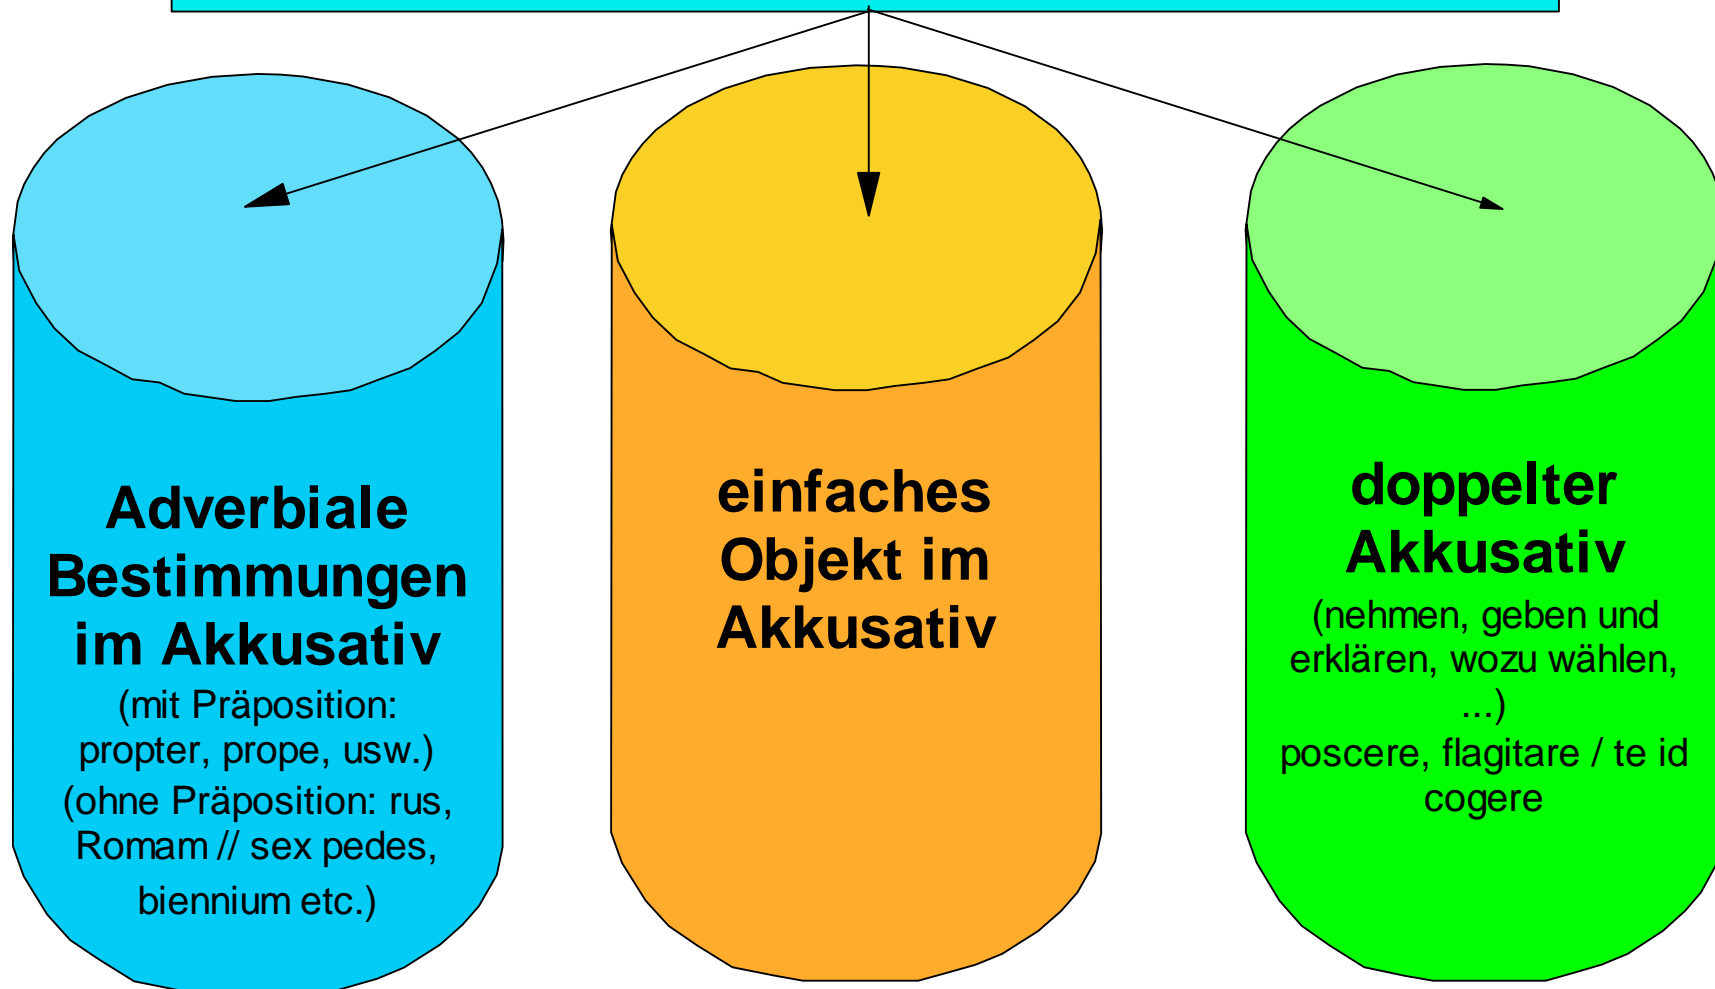 Adverbiale
Bestimmungen
im Akkusativ
(mit Präposition:
propter, prope, usw.)
(ohne Präposition: rus,
Romam // sex pedes,
biennium etc.)
einfaches
Objekt im
Akkusativ
doppelter
Akkusativ
(nehmen, geben und
erklären, wozu wählen,
...)
poscere, flagitare / te id
cogere